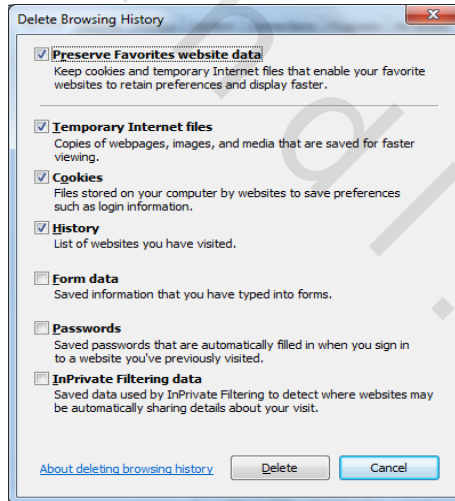 Delete Browsing History
Preserve Favorites website data
Keep cookies and temporary Internet files that enable your favorite
websites to retain preferences and display faster.
Temporary Internet files
Copies of webpages, images, and media that are saved for faster
viewing.
Cookies
Files stored on your computer by websites to save preferences
such as login information.
History
List of websites you have visited.
Form data
Saved information that you have typed into forms.
Passwords
Saved passwords that are automatically filled in when you sign in
to a website you've previously visited.
InPrivate Filtering data
Saved data used by InPrivate Filtering to detect where websites may
be automatically sharing details about your visit.
About deleting browsing history Delete Cancel